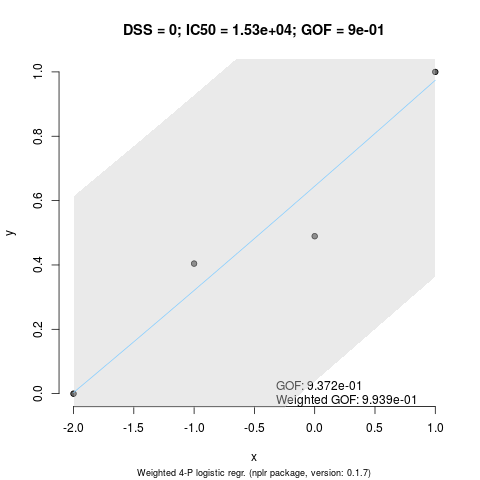 DSS = 0; IC50 = 1.53e+04; GOF = 9e-01
1.0
0.8
0.6
0.4
0.2
0.0
y
GOF: 9.372e-01
Weighted GOF: 9.939e-01
-2.0 -1.5 -1.0 -0.5 0.0 0.5 1.0
x
Weighted 4-P logistic regr. (nplr package, version: 0.1.7)